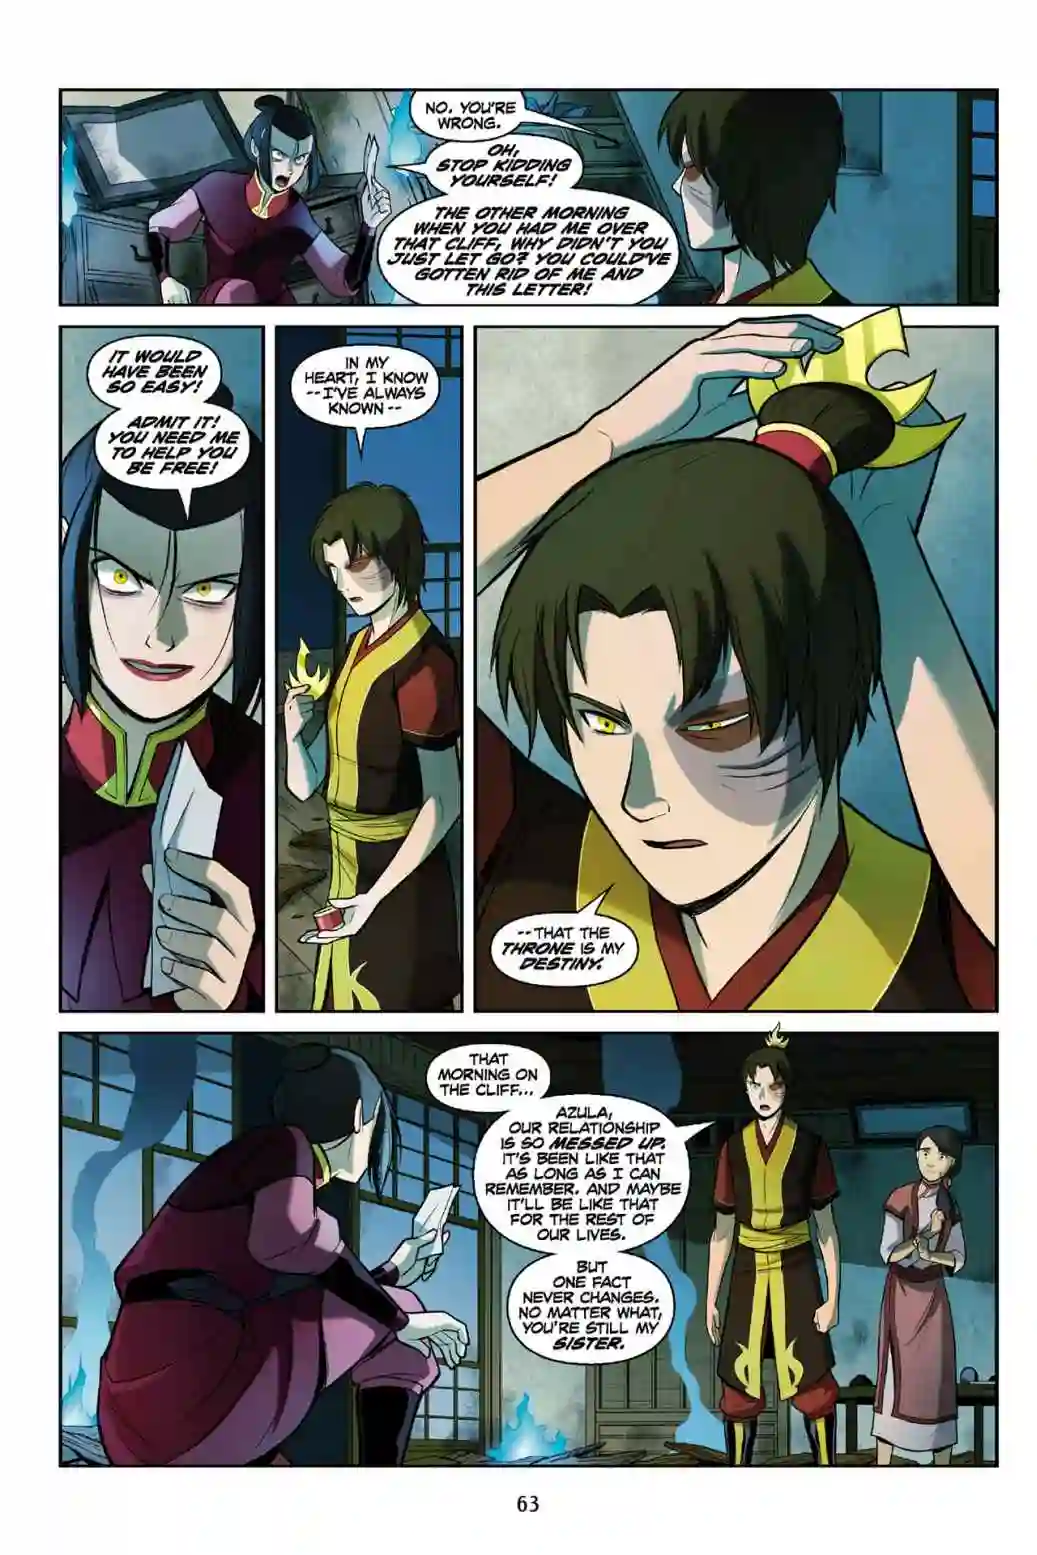 NO. YOU'RE
WRONG.
OH,
STOP KIDDING
YOURSELF!
THE OTHER MORNING
WHEN YOU HAD ME OVER
THAT CLIFF, WHY DIDN'T YOU
JUST LET GO? YOU COULD'VE
GOTTEN RID OF ME AND
THIS LETTER!
IT WOULD
HAVE BEEN
SO EASY!
ADMIT IT!
YOU NEED ME
TO HELP YOU
BE FREE!
IN MY
HEART, I KNOW
--I'VE ALWAYS
KNOWN--
--THAT THE
THRONE IS MY
DESTINY.
THAT
MORNING ON
THE CLIFF...
AZULA,
OUR RELATIONSHIP
IS SO MESSED UP.
IT'S BEEN LIKE THAT
AS LONG AS I CAN
REMEMBER. AND MAYBE
IT'LL BE LIKE THAT
FOR THE REST OF
OUR LIVES.
BUT
ONE FACT
NEVER CHANGES.
NO MATTER WHAT,
YOU'RE STILL MY
SISTER.
63